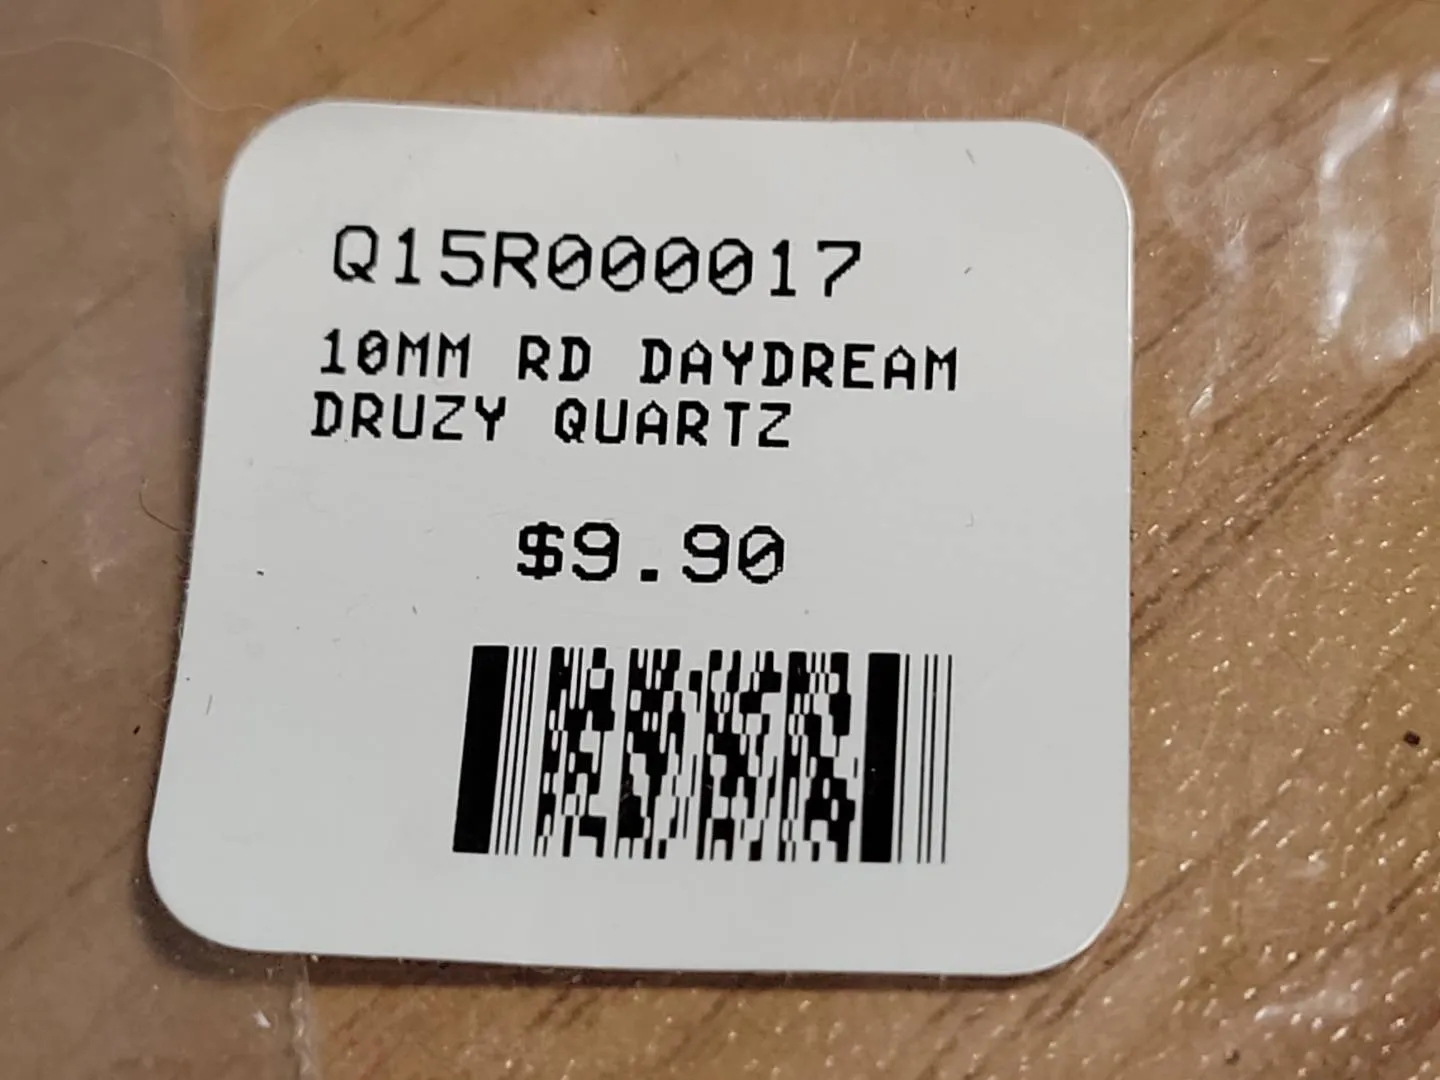 Q15R000017
10MM RD DAYDREAM
DRUZY QUARTZ
$9.90